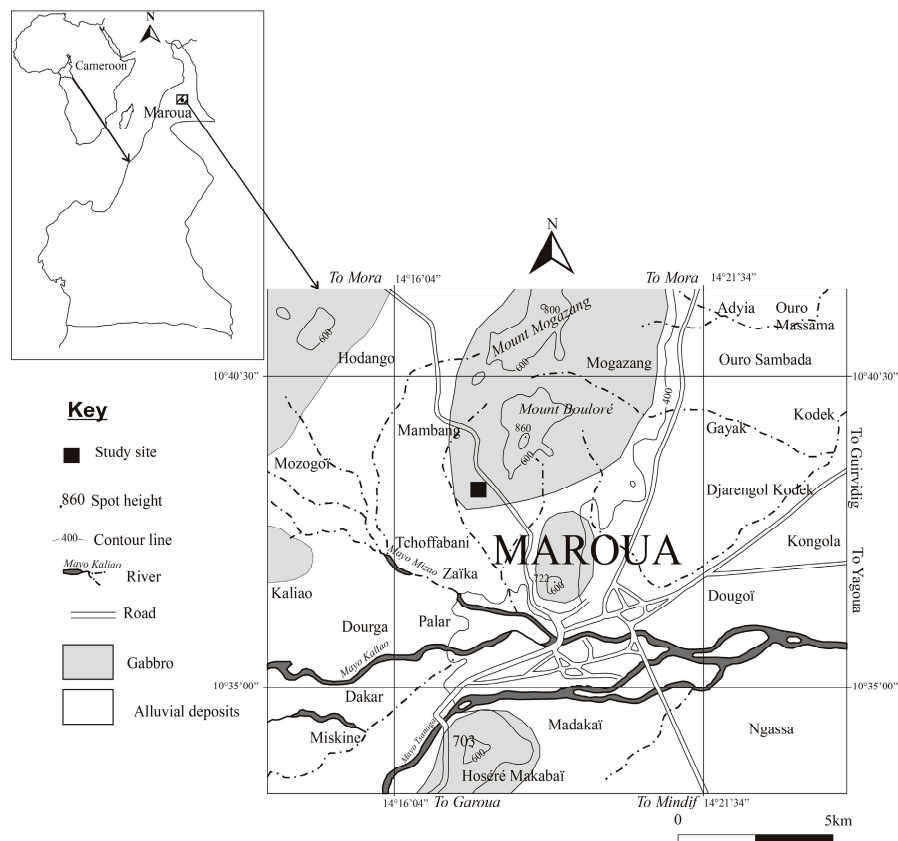 N
Cameroon
Maroua
N
To Mora
14°16’04”
To Mora
14°21’34”
Adyia
Ouro
Massama
800
Mount Mogazang
600
600
Hodango
Mogazang
Ouro Sambada
10°40’30”
10°40’30”
400
Key
Mount Bouloré
Kodek
Mambang
860
600
Gayak
To Guirvidig
Study site
Mozogoï
860 Spot height
Djarengol Kodek
400
Contour line
Tchoffabani
MAROUA
Kongola
Mayo Kaliao
River
Mayo Mizao
Zaïka
722
600
To Yagoua
Kaliao
Dougoï
Road
Dourga
Palar
Gabbro
Mayo Kaliao
10°35’00”
10°35’00”
Dakar
Alluvial deposits
Miskine
Mayo Tsanaga
703
600
Madakaï
Ngassa
Hoséré Makabaï
14°16’04”
To Garoua
To Mindif
14°21’34”
0
5km